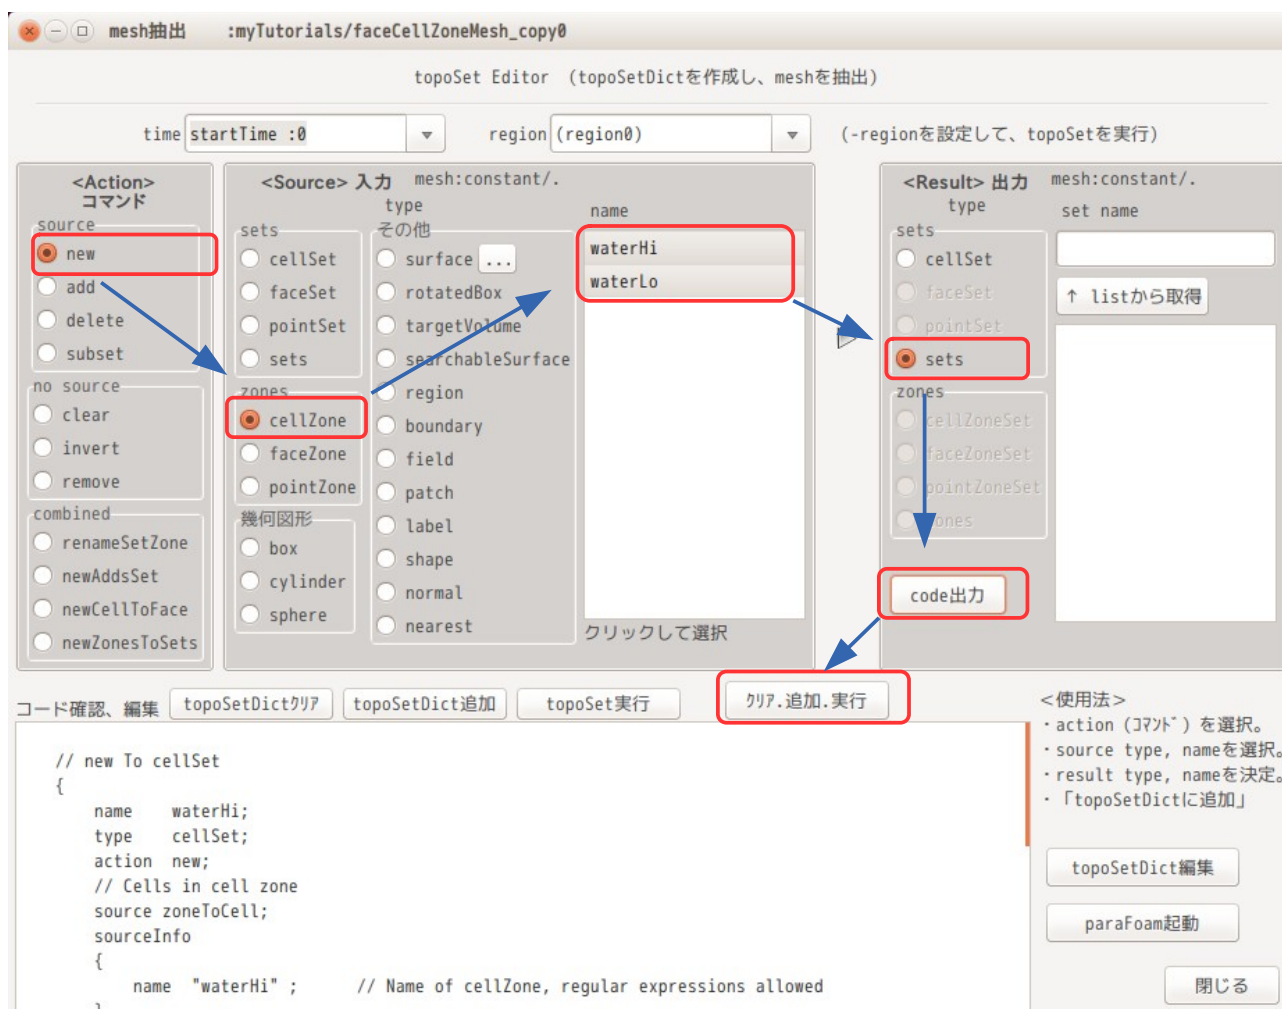 mesh抽出 :myTutorials/faceCellZoneMesh_copy0
topoSet Editor (topoSetDictを作成し、meshを抽出)
time startTime :0 region (region0) (-regionを設定して、topoSetを実行)
<Action>
コマンド
source
new
add
delete
subset
no source
clear
invert
remove
combined
renameSetZone
newAddsSet
newCellToFace
newZonesToSets
<Source> 入力 mesh:constant/.
type
sets
cellSet
faceSet
pointSet
sets
zones
cellZone
faceZone
pointZone
幾何図形
box
cylinder
sphere
その他
surface ...
rotatedBox
targetVolume
searchableSurface
region
boundary
field
patch
label
shape
normal
nearest
name
waterHi
waterLo
クリックして選択
<Result> 出力 mesh:constant/.
type
sets
cellSet
faceSet
pointSet
sets
zones
cellZoneSet
faceZoneSet
pointZoneSet
zones
code出力
set name
↑ listから取得
コード確認、編集 topoSetDictｸﾘｱ topoSetDict追加 topoSet実行 ｸﾘｱ.追加.実行
// new To cellSet
{
name waterHi;
type cellSet;
action new;
// Cells in cell zone
source zoneToCell;
sourceInfo
{
name "waterHi" ; // Name of cellZone, regular expressions allowed
}
<使用法>
・action (ｺﾏﾝﾄﾞ) を選択。
・source type, nameを選択。
・result type, nameを決定。
・「topoSetDictに追加」
topoSetDict編集
paraFoam起動
閉じる